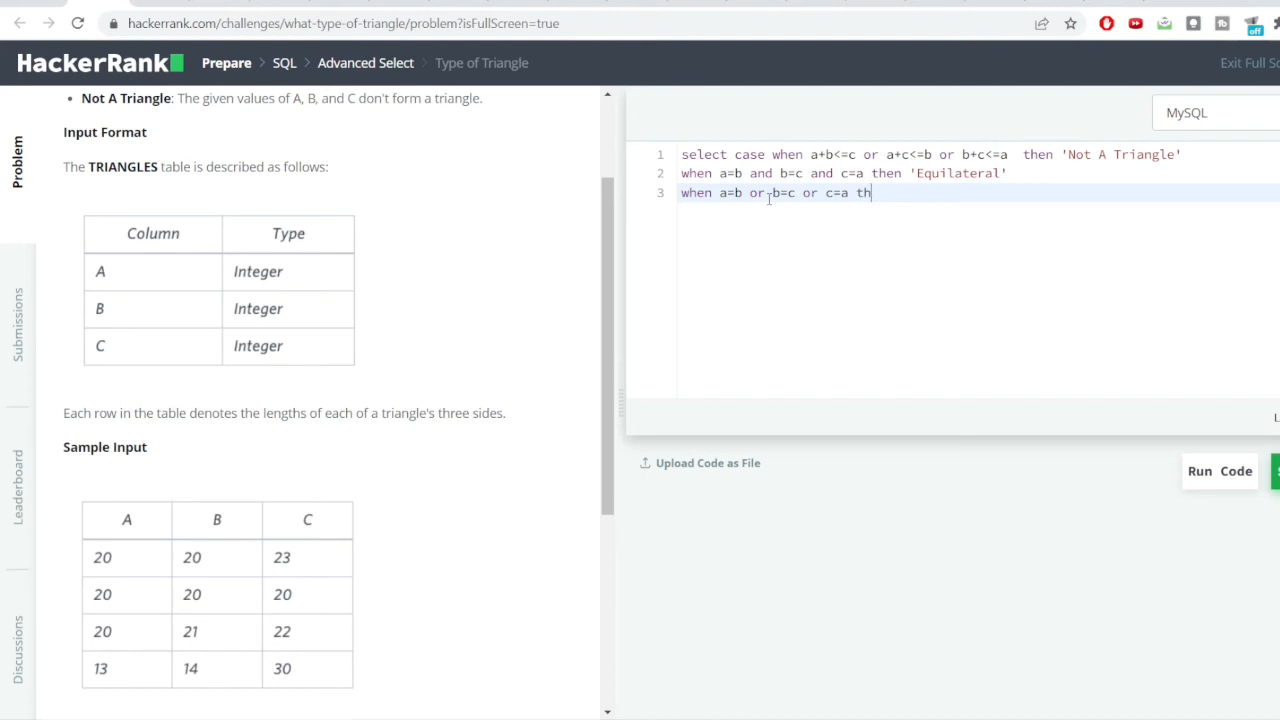 hackerrank.com/challenges/what-type-of-triangle/problem?isFullScreen=true
off
HackerRank
Prepare > SQL > Advanced Select > Type of Triangle
Exit Full Sc
Problem
Submissions
Leaderboard
Discussions
• Not A Triangle: The given values of A, B, and C don't form a triangle.
Input Format
The TRIANGLES table is described as follows:
Column Type
A Integer
B Integer
C Integer
Each row in the table denotes the lengths of each of a triangle's three sides.
Sample Input
A B C
20 20 23
20 20 20
20 21 22
13 14 30
MySQL
1 select case when a+b<=c or a+c<=b or b+c<=a  then 'Not A Triangle'
2 when a=b and b=c and c=a then 'Equilateral'
3 when a=b or b=c or c=a th
L
Upload Code as File
Run Code